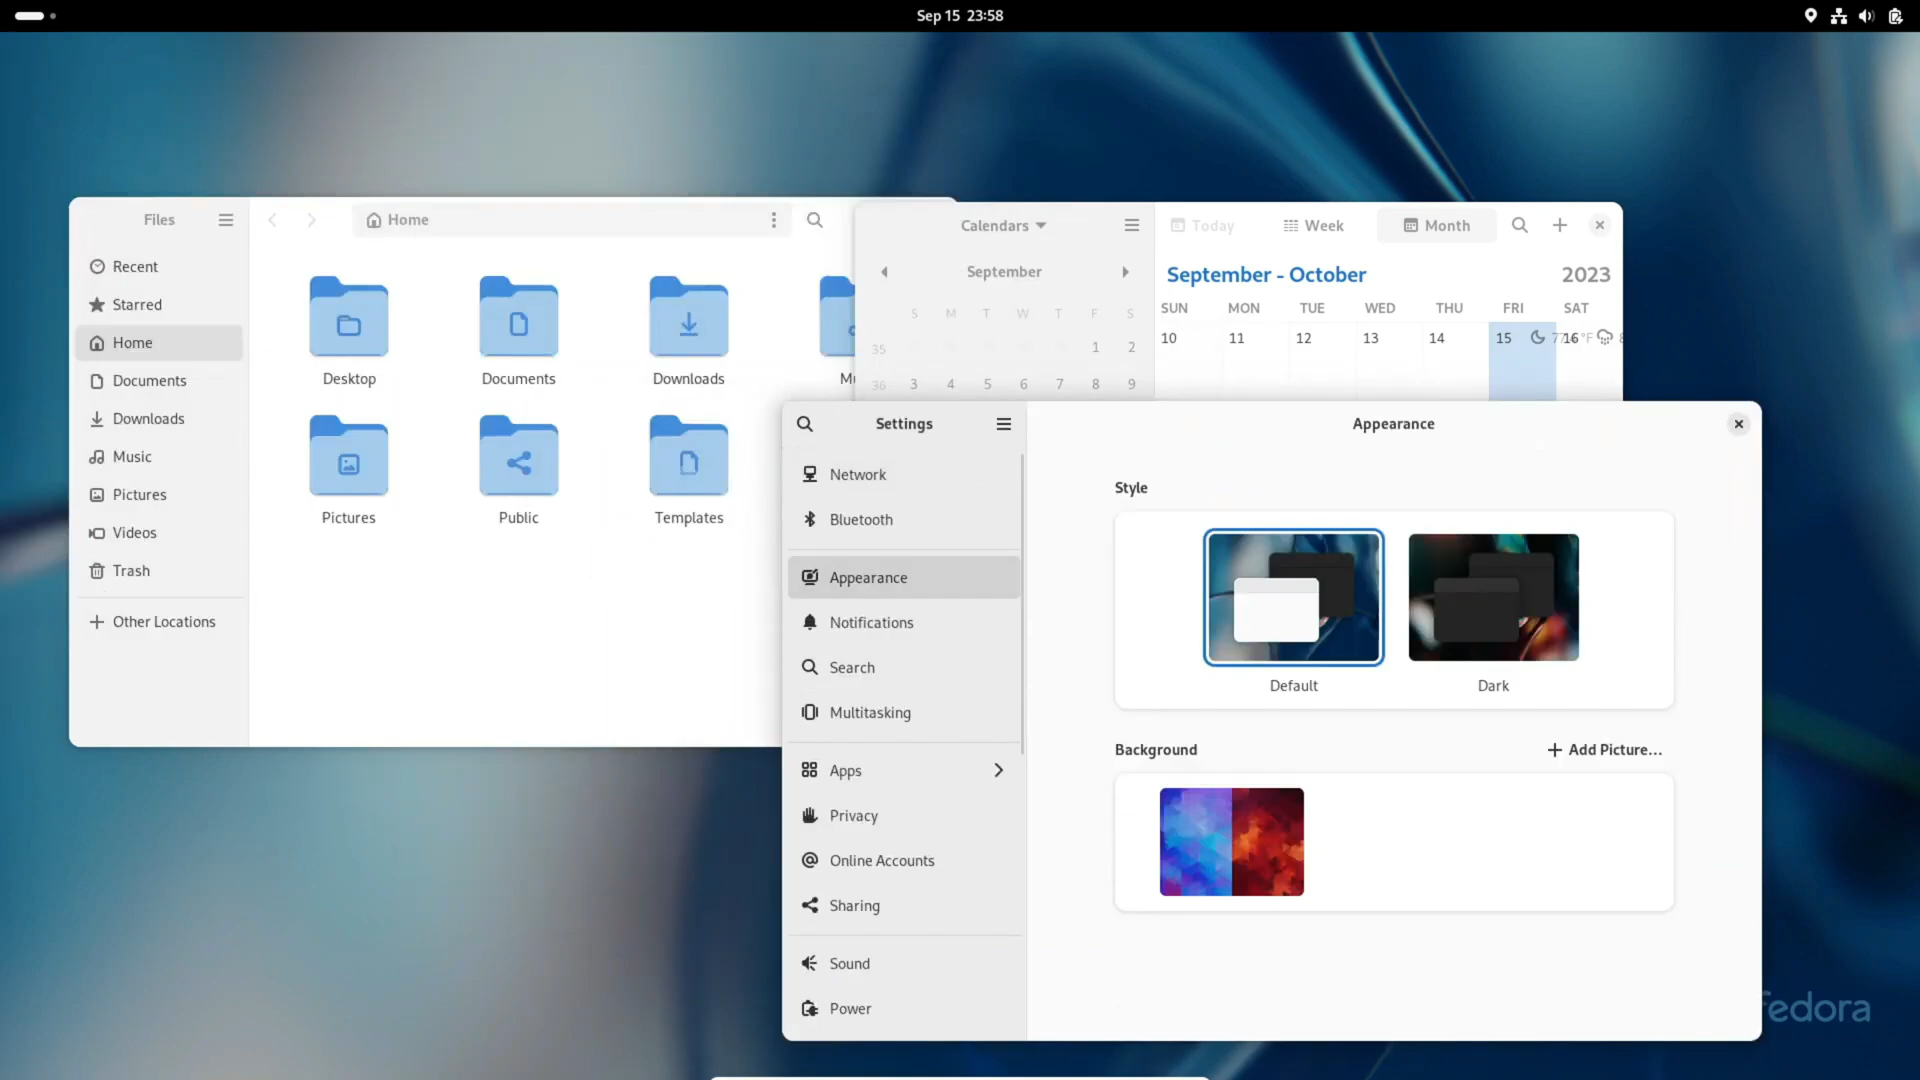 Sep 15 23:58
Files
Home
Recent
Starred
Home
Documents
Downloads
Music
Pictures
Videos
Trash
Other Locations
Desktop
Documents
Downloads
Pictures
Public
Templates
Calendars
Today
Week
Month
September
September - October
2023
S M T W T F S
35 1 2
36 3 4 5 6 7 8 9
SUN MON TUE WED THU FRI SAT
10 11 12 13 14 15 16
Settings
Network
Bluetooth
Appearance
Notifications
Search
Multitasking
Apps
Privacy
Online Accounts
Sharing
Sound
Power
Appearance
Style
Default
Dark
Background
Add Picture...
fedora